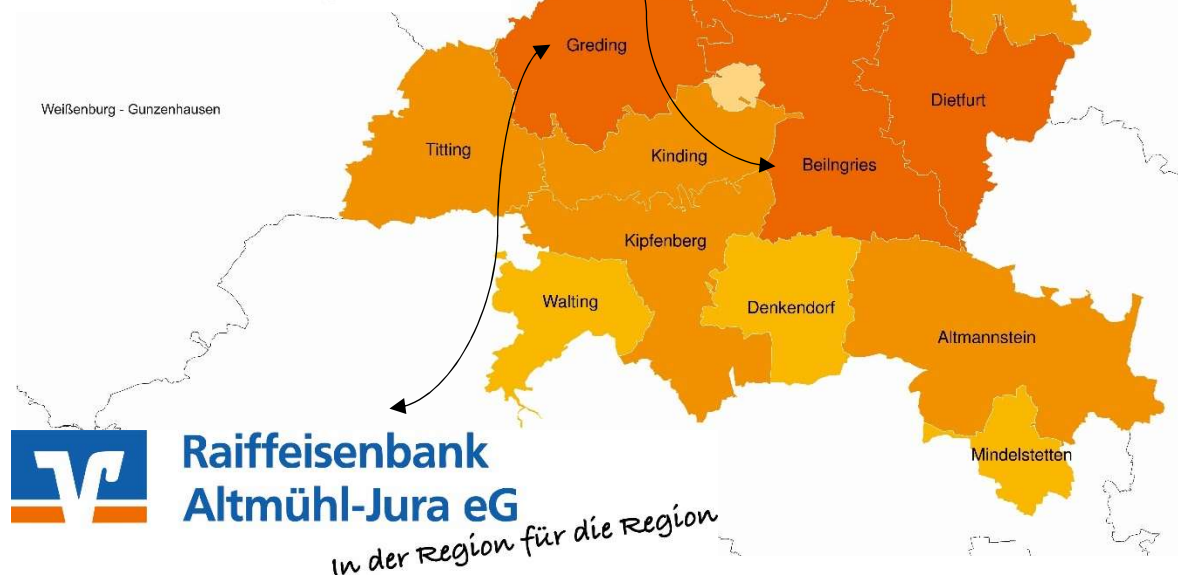 Greding
Weißenburg - Gunzenhausen
Dietfurt
Titting
Kinding
Beilngries
Kipfenberg
Walting
Denkendorf
Altmannstein
Mindelstetten
Raiffeisenbank
Altmühl-Jura eG
In der Region für die Region